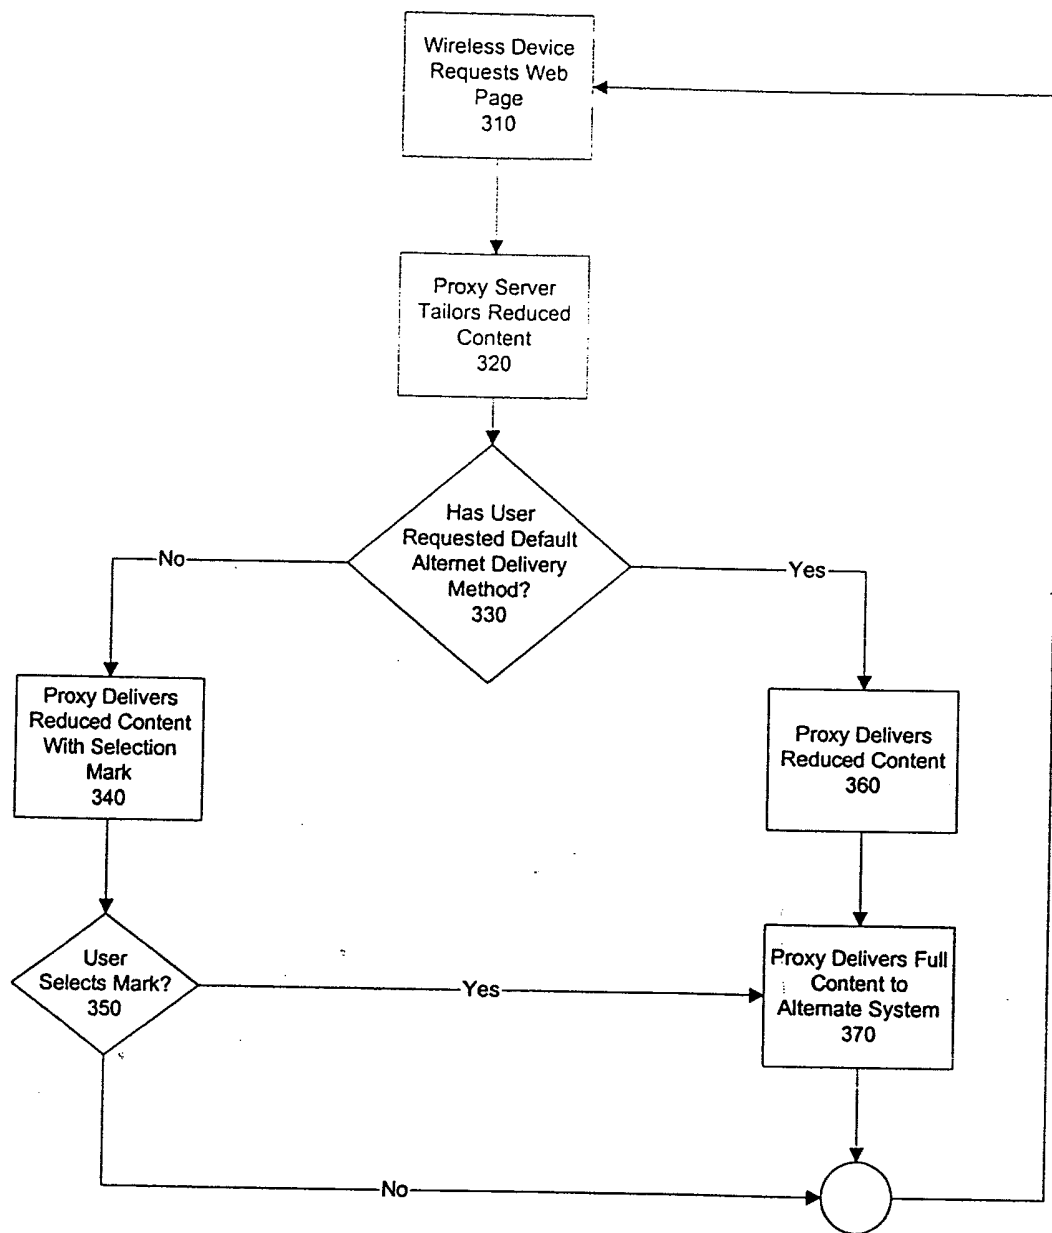 Wireless Device
Requests Web
Page
310
Proxy Server
Tailors Reduced
Content
320
Has User
Requested Default
Alternet Delivery
Method?
330
No
Yes
Proxy Delivers
Reduced Content
With Selection
Mark
340
Proxy Delivers
Reduced Content
360
User
Selects Mark?
350
Yes
Proxy Delivers Full
Content to
Alternate System
370
No